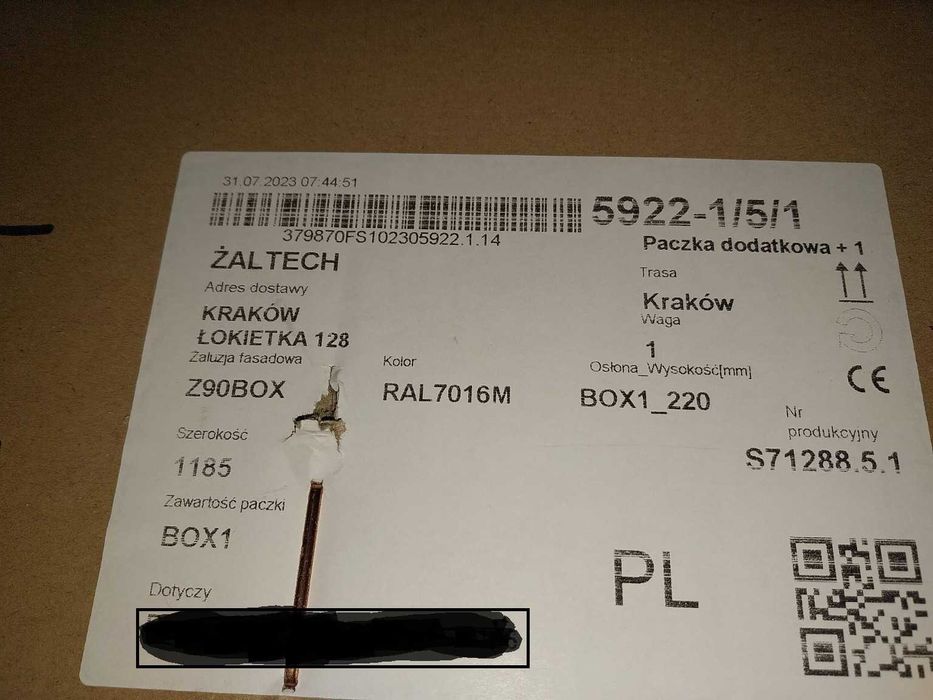 31.07.2023 07:44:51
5922-1/5/1
379870FS102305922.1.14
Paczka dodatkowa + 1
ŻALTECH
Adres dostawy
KRAKÓW
ŁOKIETKA 128
Trasa
Kraków
Waga
1
Żaluzja fasadowa
Z90BOX
Kolor
RAL7016M
Osłona_Wysokość[mm]
BOX1_220
CE
Nr
produkcyjny
S71288.5.1
Szerokość
1185
Zawartość paczki
BOX1
PL
Dotyczy